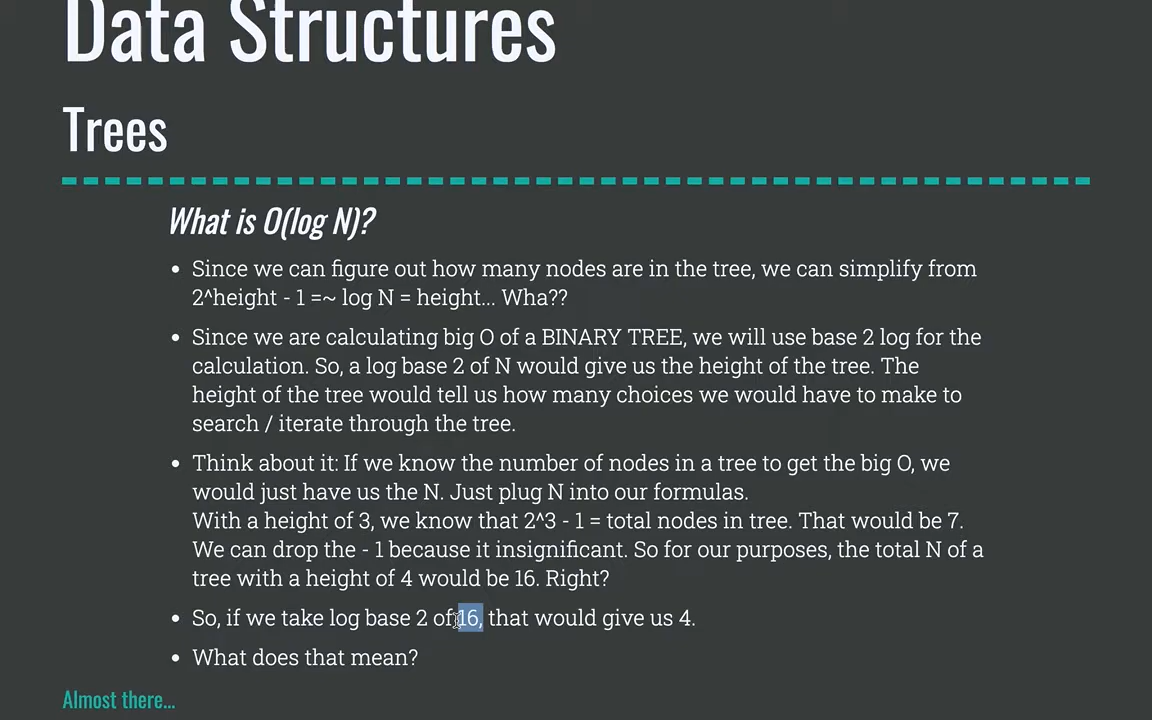 Data Structures
Trees
What is O(log N)?
• Since we can figure out how many nodes are in the tree, we can simplify from
2^height - 1 =~ log N = height... Wha??
• Since we are calculating big O of a BINARY TREE, we will use base 2 log for the
calculation. So, a log base 2 of N would give us the height of the tree. The
height of the tree would tell us how many choices we would have to make to
search / iterate through the tree.
• Think about it: If we know the number of nodes in a tree to get the big O, we
would just have us the N. Just plug N into our formulas.
With a height of 3, we know that 2^3 - 1 = total nodes in tree. That would be 7.
We can drop the - 1 because it insignificant. So for our purposes, the total N of a
tree with a height of 4 would be 16. Right?
• So, if we take log base 2 of 16, that would give us 4.
• What does that mean?
Almost there...